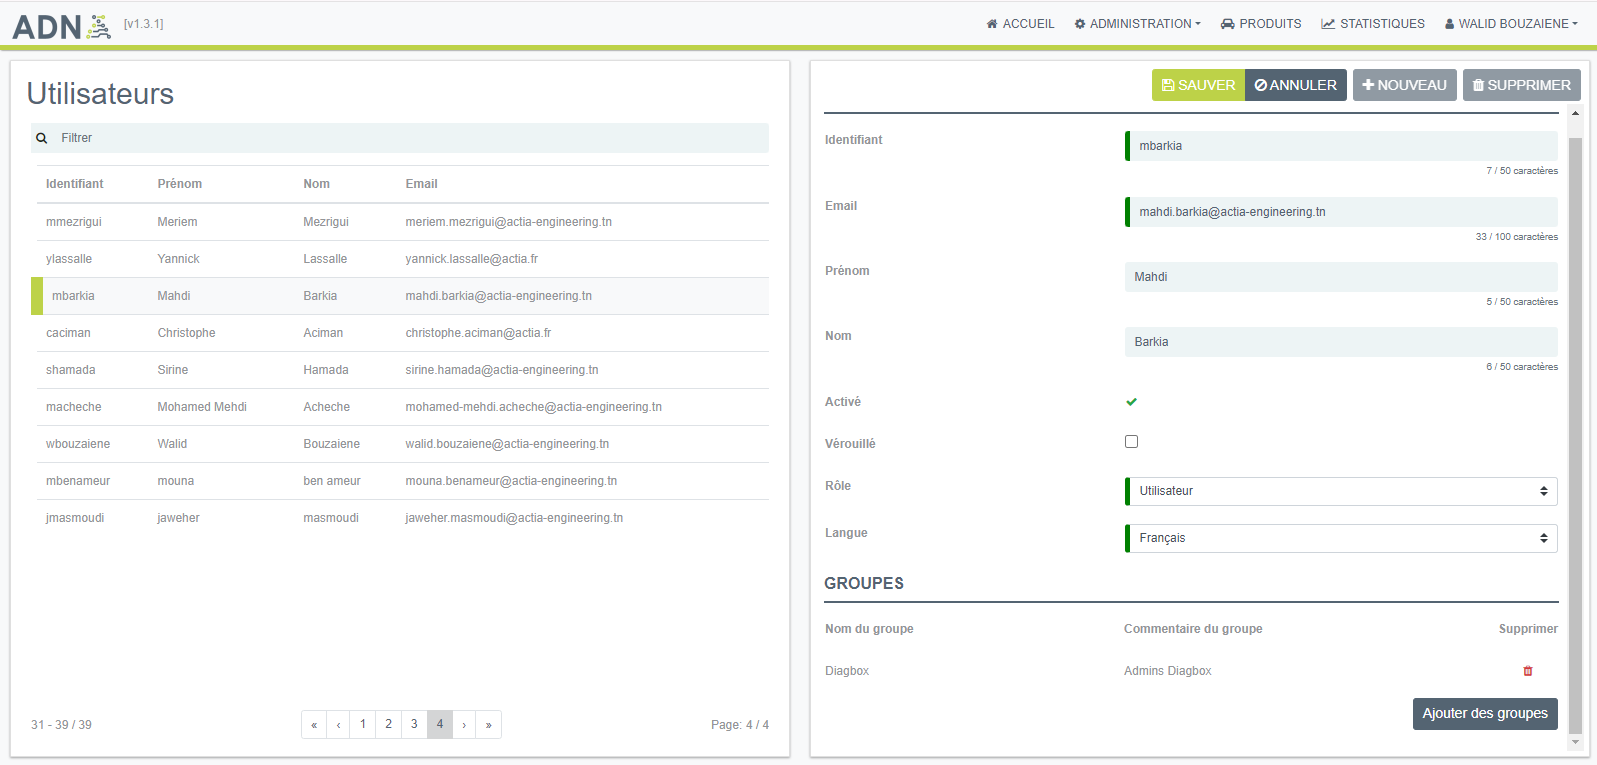 ADN [v1.3.1] ACCUEIL ADMINISTRATION PRODUITS STATISTIQUES WALID BOUZAIENE
Utilisateurs
Filtrer
Identifiant Prénom Nom Email
mmezrigui Meriem Mezrigui meriem.mezrigui@actia-engineering.tn
ylassalle Yannick Lassalle yannick.lassalle@actia.fr
mbarkia Mahdi Barkia mahdi.barkia@actia-engineering.tn
caciman Christophe Aciman christophe.aciman@actia.fr
shamada Sirine Hamada sirine.hamada@actia-engineering.tn
macheche Mohamed Mehdi Acheche mohamed-mehdi.acheche@actia-engineering.tn
wbouzaiene Walid Bouzaiene walid.bouzaiene@actia-engineering.tn
mbenameur mouna ben ameur mouna.benameur@actia-engineering.tn
jmasmoudi jaweher masmoudi jaweher.masmoudi@actia-engineering.tn
31 - 39 / 39 « ‹ 1 2 3 4 › » Page: 4 / 4
SAUVER ANNULER NOUVEAU SUPPRIMER
Identifiant mbarkia
7 / 50 caractères
Email mahdi.barkia@actia-engineering.tn
33 / 100 caractères
Prénom Mahdi
5 / 50 caractères
Nom Barkia
6 / 50 caractères
Activé
Vérouillé
Rôle Utilisateur
Langue Français
GROUPES
Nom du groupe Commentaire du groupe Supprimer
Diagbox Admins Diagbox
Ajouter des groupes